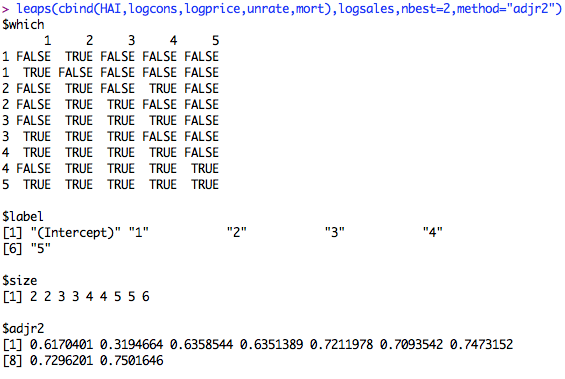 > leaps(cbind(HAI,logcons,logprice,unrate,mort),logsales,nbest=2,method="adjr2")
$which
1 2 3 4 5
1 FALSE TRUE FALSE FALSE FALSE
1 TRUE FALSE FALSE FALSE FALSE
2 FALSE TRUE FALSE TRUE FALSE
2 FALSE TRUE TRUE FALSE FALSE
3 FALSE TRUE TRUE TRUE FALSE
3 TRUE TRUE TRUE FALSE FALSE
4 TRUE TRUE TRUE TRUE FALSE
4 FALSE TRUE TRUE TRUE TRUE
5 TRUE TRUE TRUE TRUE TRUE
$label
[1] "(Intercept)" "1" "2" "3" "4"
[6] "5"
$size
[1] 2 2 3 3 4 4 5 5 6
$adjr2
[1] 0.6170401 0.3194664 0.6358544 0.6351389 0.7211978 0.7093542 0.7473152
[8] 0.7296201 0.7501646